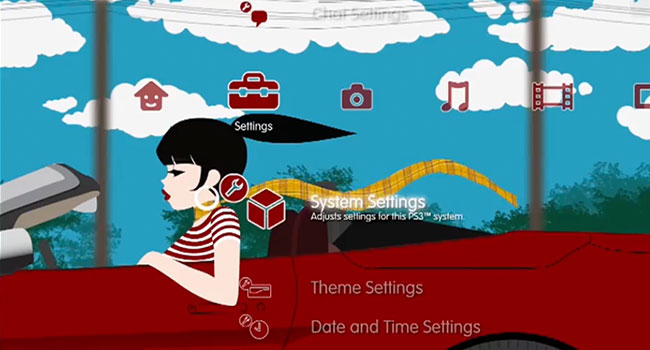 Chat Settings
Settings
System Settings
Adjusts settings for this PS3™ system.
Theme Settings
Date and Time Settings